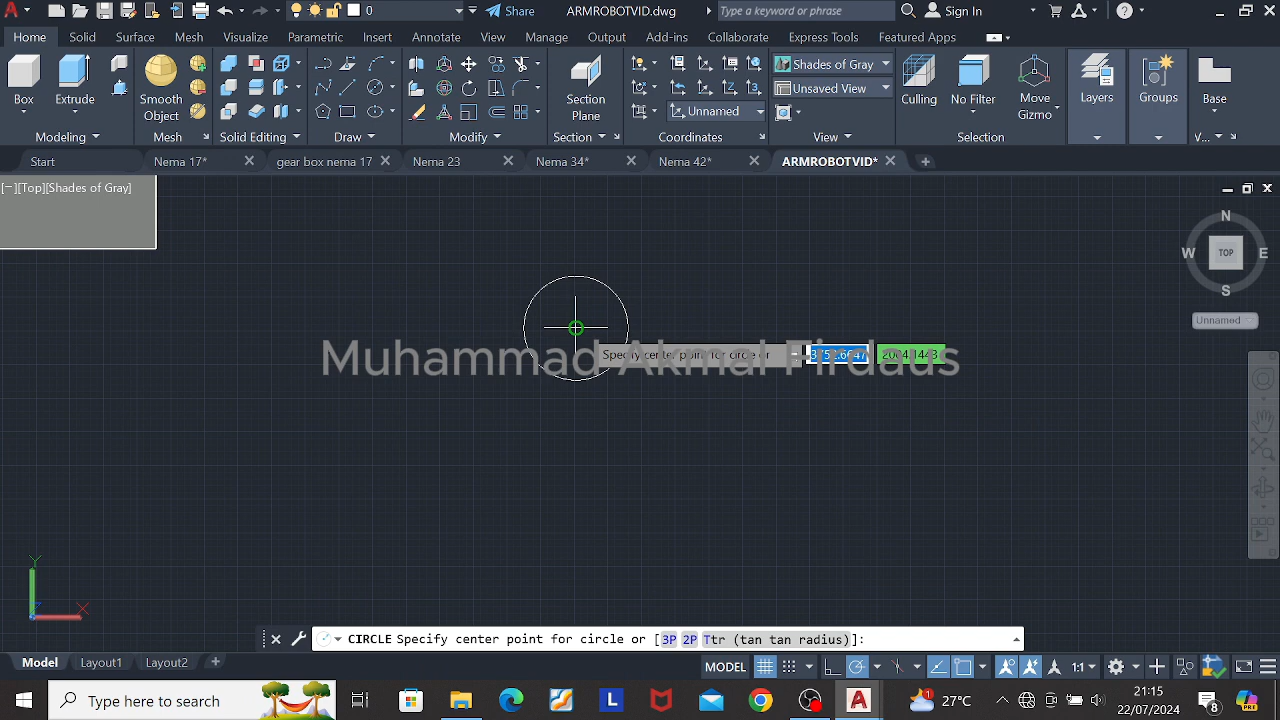 0 Share ARMROBOTVID.dwg Type a keyword or phrase Sign In
Home Solid Surface Mesh Visualize Parametric Insert Annotate View Manage Output Add-ins Collaborate Express Tools Featured Apps
Shades of Gray
Unsaved View
Unnamed
Box Extrude Smooth Object Section Plane Culling No Filter Move Gizmo Layers Groups Base
Modeling Mesh Solid Editing Draw Modify Section Coordinates View Selection V...
Start Nema 17* gear box nema 17 Nema 23 Nema 34* Nema 42* ARMROBOTVID*
[−][Top][Shades of Gray]
N
W TOP E
S
Unnamed
Specify center point for circle or
Muhammad Akmal Firdaus
Y
X
CIRCLE Specify center point for circle or [3P 2P Ttr (tan tan radius)]:
Model Layout1 Layout2 MODEL 1:1
Type here to search 27°C 21:15
22/07/2024 8